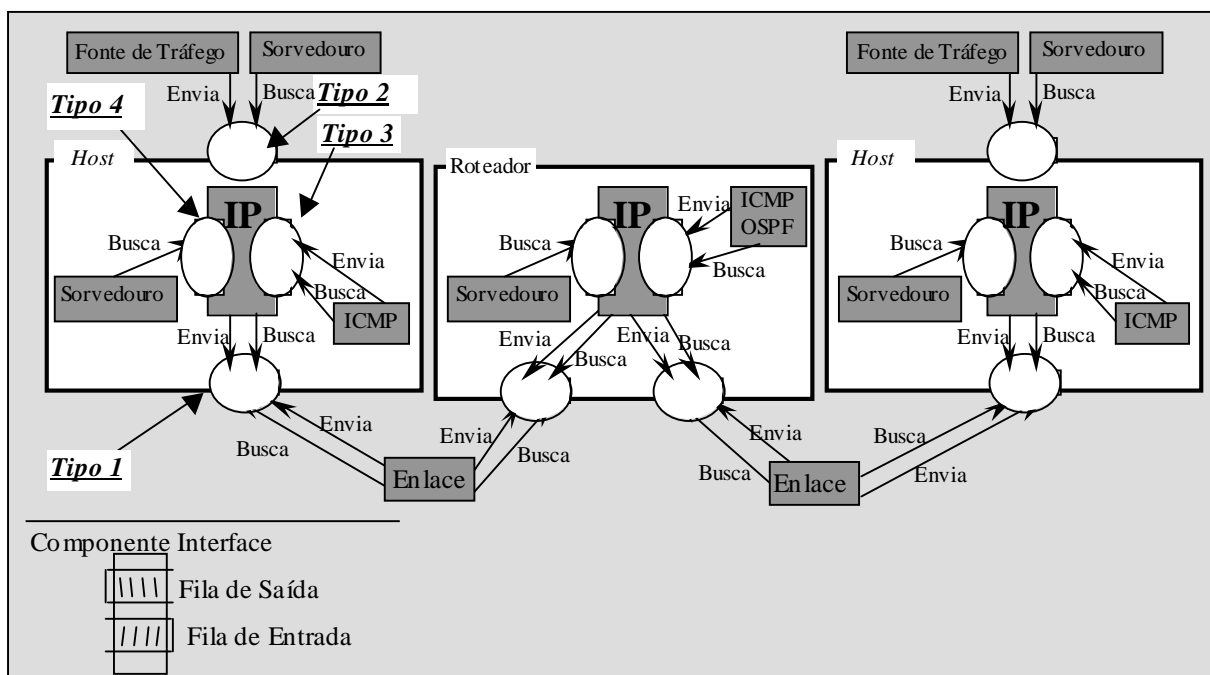 Fonte de Tráfego
Sorvedouro
Fonte de Tráfego
Sorvedouro
Envia
Busca
Tipo 2
Envia
Busca
Tipo 4
Tipo 3
Host
Roteador
Host
IP
Envia
ICMP
OSPF
IP
IP
Busca
Envia
Busca
Busca
Busca
Envia
Sorvedouro
Busca
ICMP
Sorvedouro
Sorvedouro
Busca
ICMP
Envia
Busca
Envia
Busca
Envia
Busca
Envia
Busca
Envia
Busca
Envia
Envia
Busca
Busca
Envia
Tipo 1
Enlace
Busca
Enlace
Componente Interface
Fila de Saída
Fila de Entrada